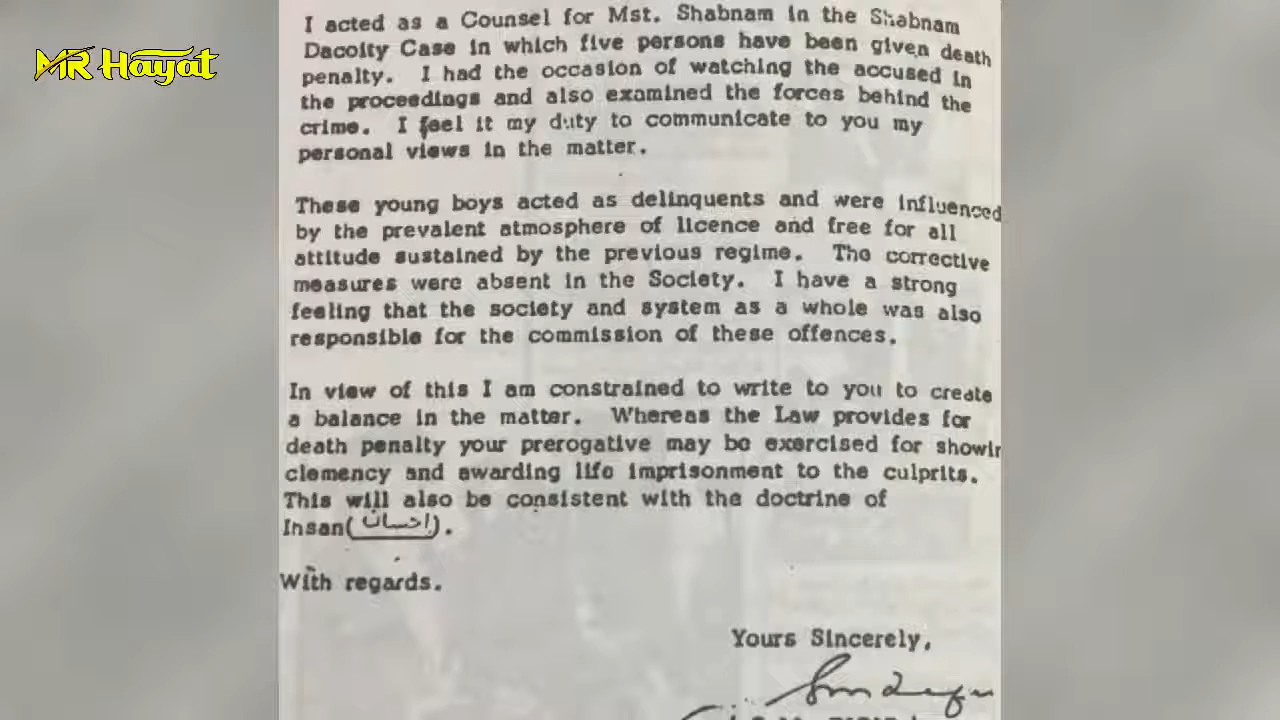 MR Hayat
I acted as a Counsel for Mst. Shabnam in the Shabnam
Dacoity Case in which five persons have been given death
penalty. I had the occasion of watching the accused in
the proceedings and also examined the forces behind the
crime. I feel it my duty to communicate to you my
personal views in the matter.
These young boys acted as delinquents and were influenced
by the prevalent atmosphere of licence and free for all
attitude sustained by the previous regime. The corrective
measures were absent in the Society. I have a strong
feeling that the society and system as a whole was also
responsible for the commission of these offences.
In view of this I am constrained to write to you to create
a balance in the matter. Whereas the Law provides for
death penalty your prerogative may be exercised for showin
clemency and awarding life imprisonment to the culprits.
This will also be consistent with the doctrine of
Insan(احسان).
With regards.
Yours Sincerely,